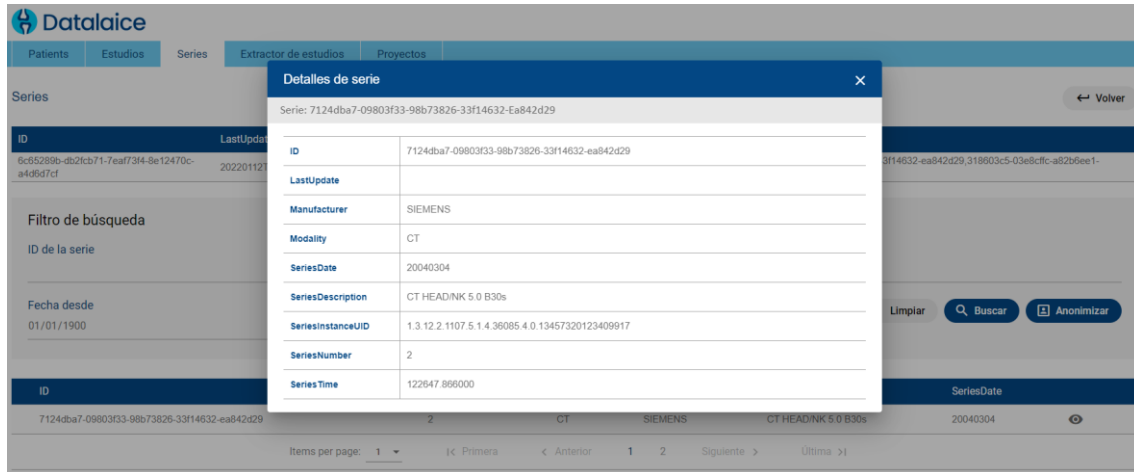 Datalaice
Patients Estudios Series Extractor de estudios Proyectos
Series
Volver
ID LastUpdat
6c65289b-db2fcb71-7eaf73f4-8e12470c-
a4d6d7cf
20220112T
3f14632-ea842d29,318603c5-03e8cffc-a82b6ee1-
Filtro de búsqueda
ID de la serie
Fecha desde
01/01/1900
Limpiar Buscar Anonimizar
Detalles de serie
Serie: 7124dba7-09803f33-98b73826-33f14632-Ea842d29
ID 7124dba7-09803f33-98b73826-33f14632-ea842d29
LastUpdate
Manufacturer SIEMENS
Modality CT
SeriesDate 20040304
SeriesDescription CT HEAD/NK 5.0 B30s
SeriesInstanceUID 1.3.12.2.1107.5.1.4.36085.4.0.13457320123409917
SeriesNumber 2
SeriesTime 122647.866000
ID SeriesDate
7124dba7-09803f33-98b73826-33f14632-ea842d29 2 CT SIEMENS CT HEAD/NK 5.0 B30s 20040304
Items per page: 1 Primera Anterior 1 2 Siguiente Última